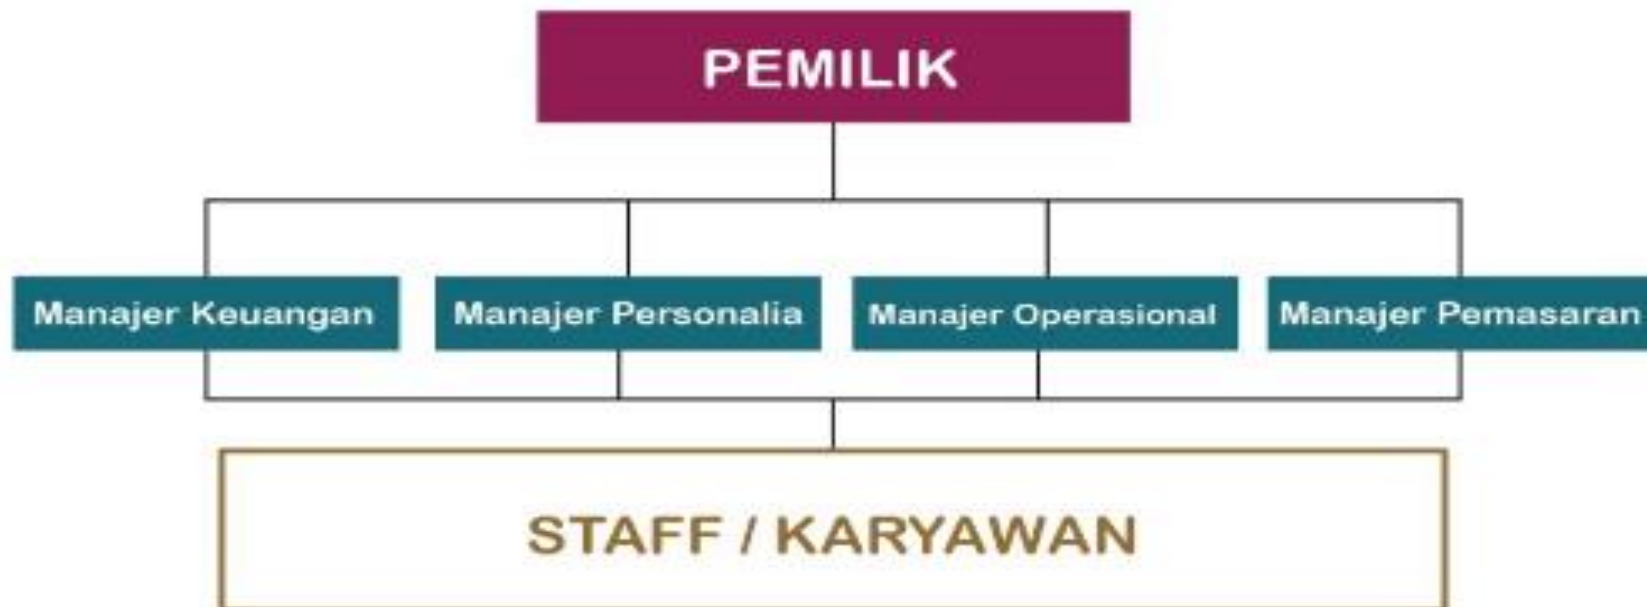 PEMILIK
Manajer Keuangan
Manajer Personalia
Manajer Operasional
Manajer Pemasaran
STAFF / KARYAWAN